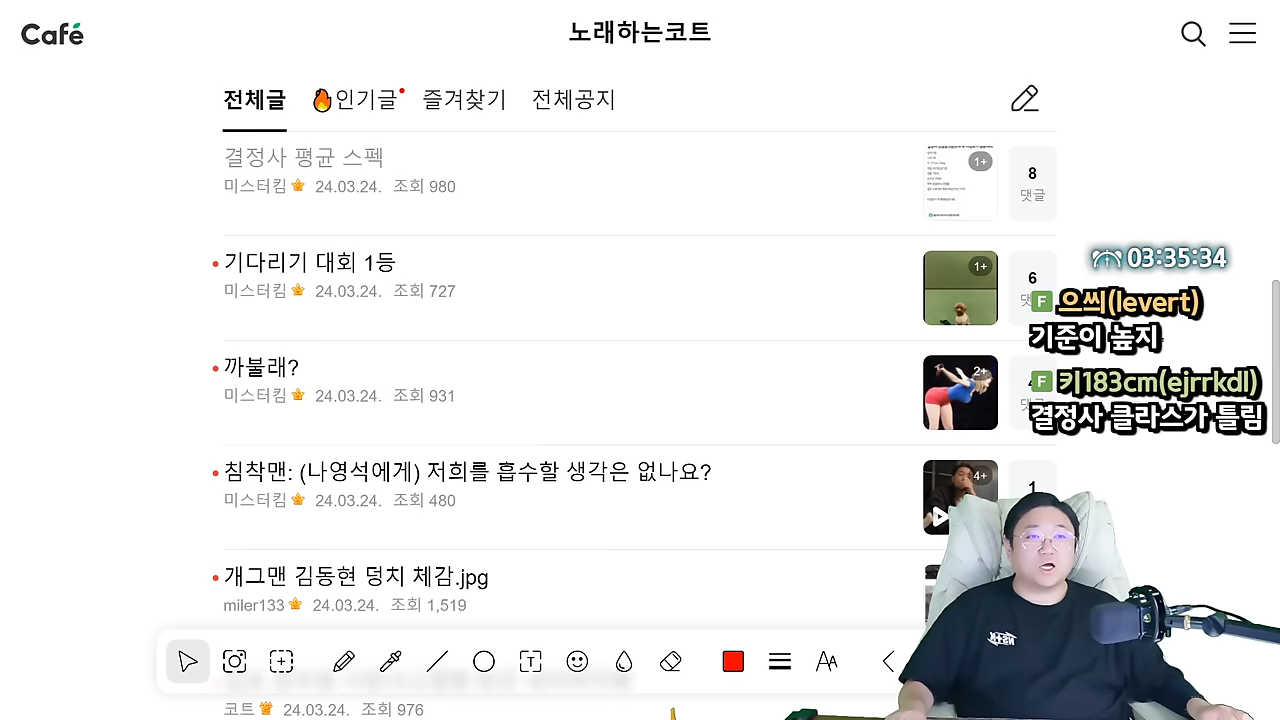 Café
노래하는코트
전체글
인기글
즐겨찾기
전체공지
결정사 평균 스펙
미스터킴 24.03.24. 조회 980
1+
8
댓글
기다리기 대회 1등
미스터킴 24.03.24. 조회 727
1+
6
03:35:34
F 으씌(levert)
기준이 높지
까불래?
미스터킴 24.03.24. 조회 931
2+
F 키183cm(ejrrkdl)
결정사 클라스가 틀림
침착맨: (나영석에게) 저희를 흡수할 생각은 없나요?
미스터킴 24.03.24. 조회 480
4+
1
개그맨 김동현 덩치 체감.jpg
miler133 24.03.24. 조회 1,519
T
AA
코트 24.03.24. 조회 976